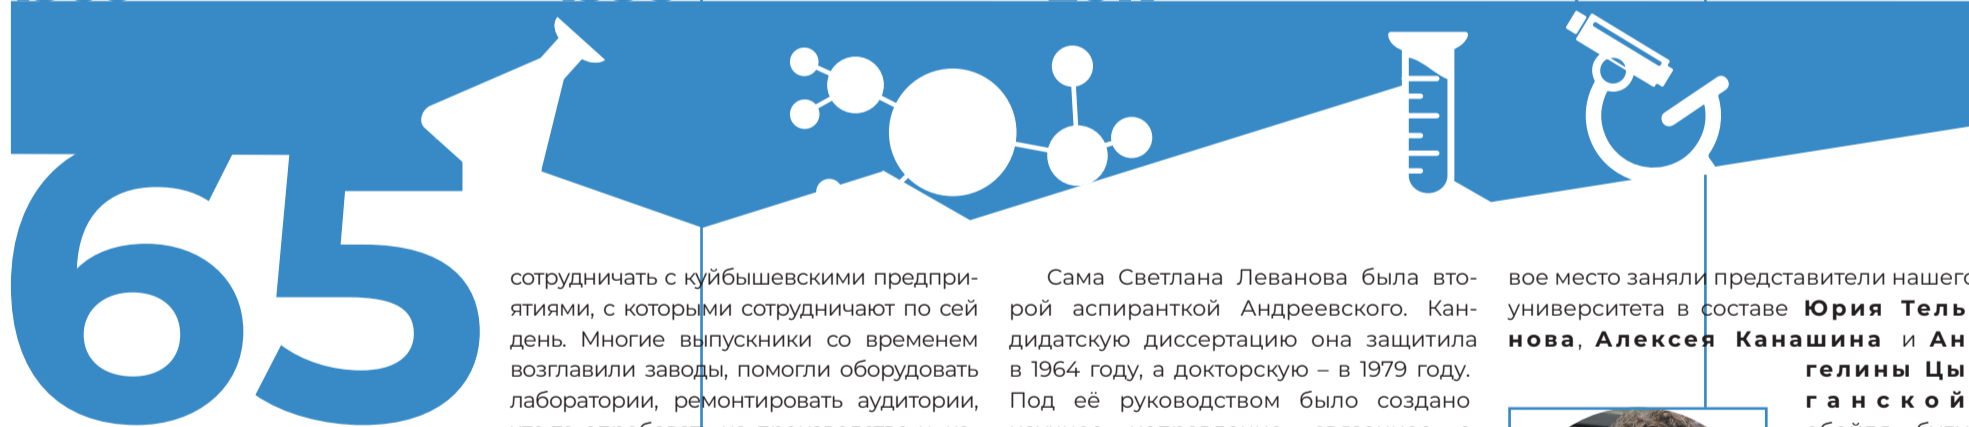 65
сотрудничать с куйбышевскими предпри-
ятиями, с которыми сотрудничают по сей
день. Многие выпускники со временем
возглавили заводы, помогли оборудовать
лаборатории, ремонтировать аудитории,
Сама Светлана Леванова была вто-
рой аспиранткой Андреевского. Кан-
дидатскую диссертацию она защитила
в 1964 году, а докторскую – в 1979 году.
Под её руководством было создано
вое место заняли представители нашего
университета в составе Юрия Тель
нова, Алексея Канашина и Ан
гелины Цы
ганской